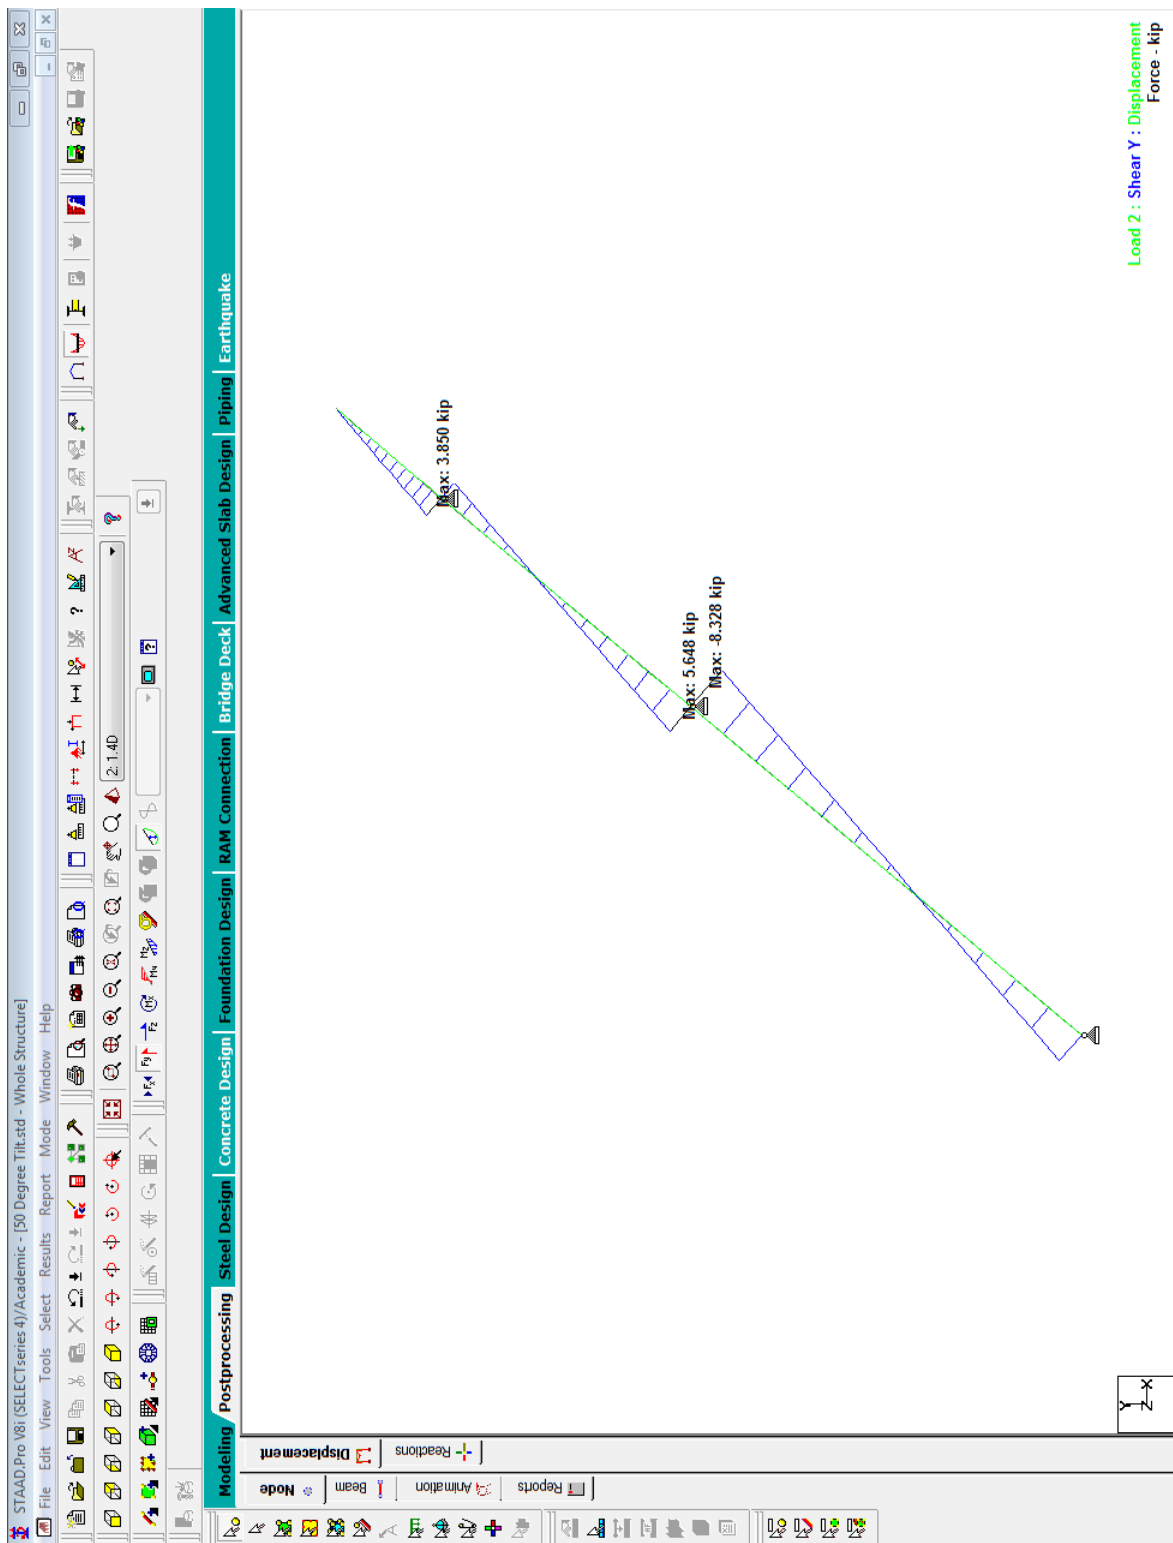 STAAD.Pro V8i (SELECTseries 4)/Academic - [50 Degree Tilt.std - Whole Structure]
File Edit View Tools Select Results Report Mode Window Help
2: 1.4D
Modeling Postprocessing Steel Design Concrete Design Foundation Design RAM Connection Bridge Deck Advanced Slab Design Piping Earthquake
Node
Beam
Animation
Reports
Displacement
Reactions
Max: 3.850 kip
Max: 5.648 kip
Max: -8.328 kip
Y
X
Z
Load 2 : Shear Y : Displacement
Force - kip